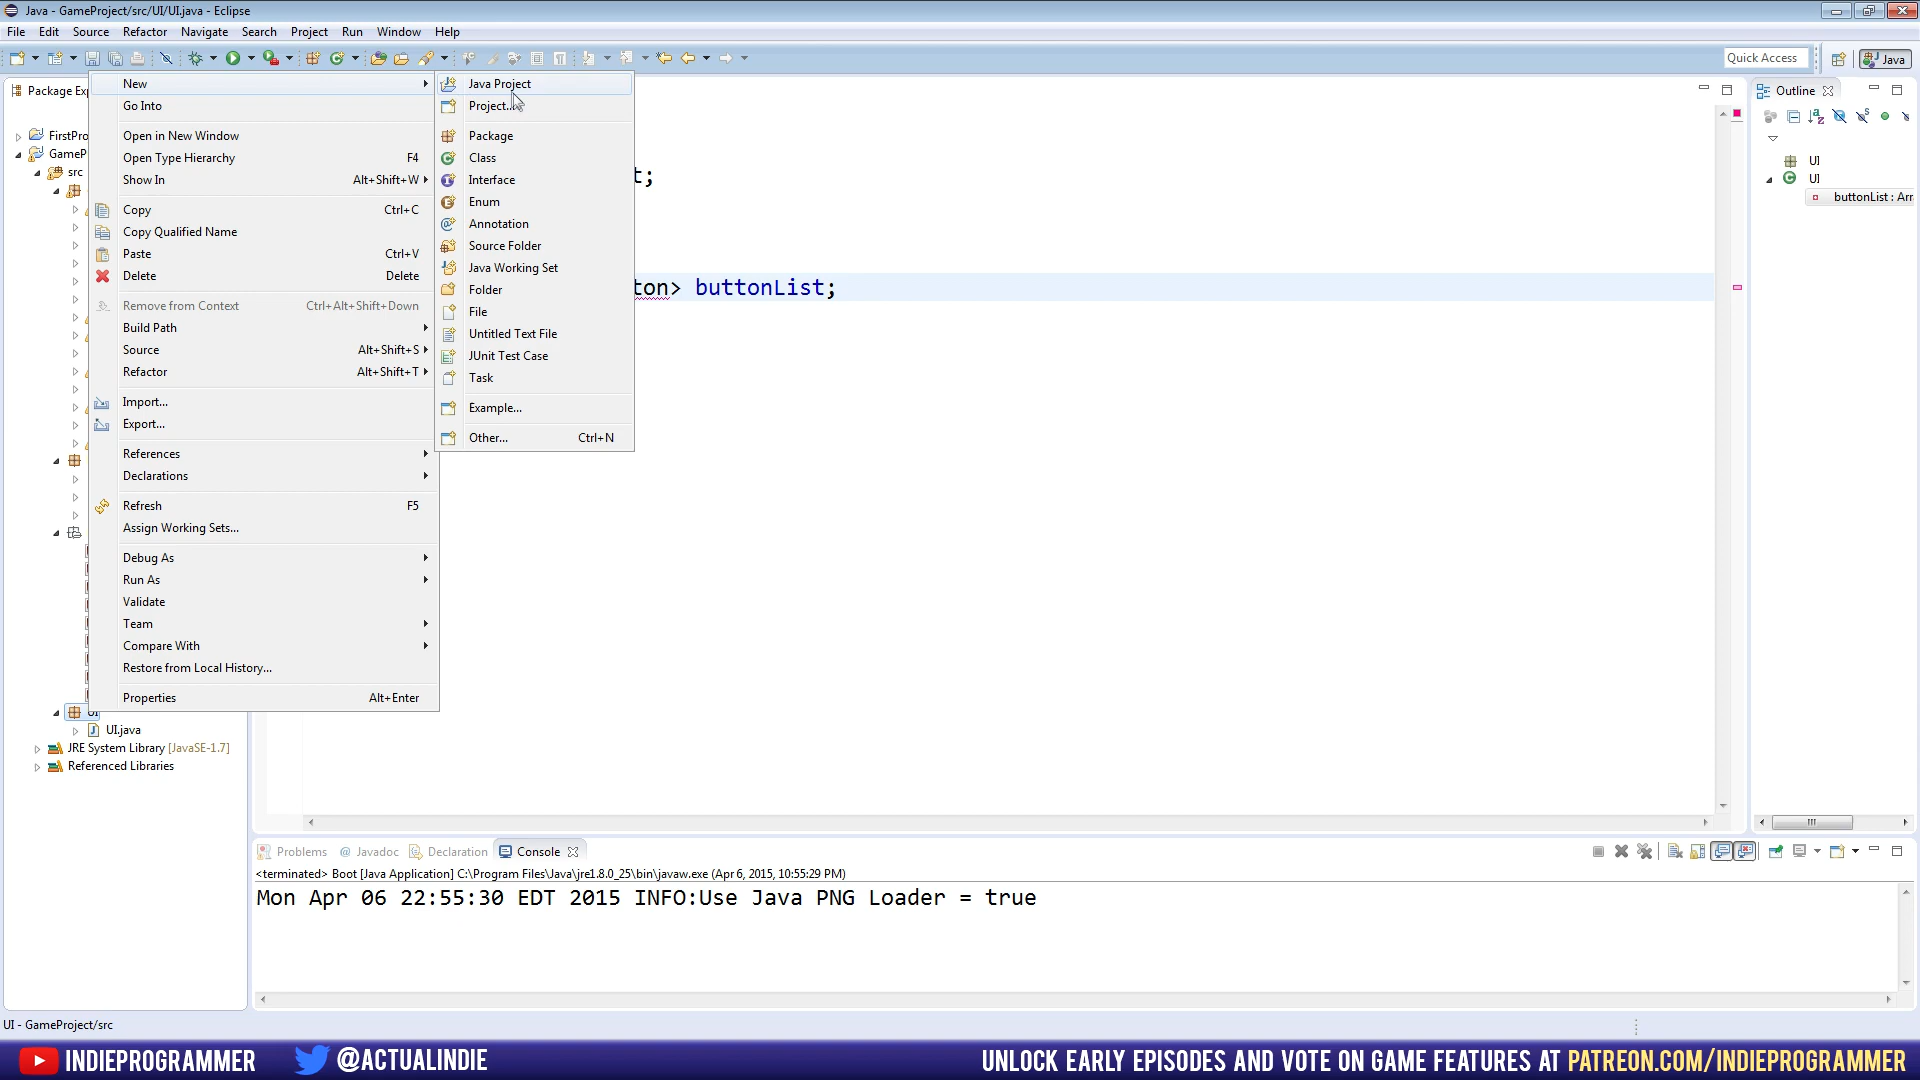 Java - GameProject/src/UI/UI.java - Eclipse
File Edit Source Refactor Navigate Search Project Run Window Help
Quick Access
Java
Package Exp
FirstPro
GameP
src
UI
UI.java
JRE System Library [JavaSE-1.7]
Referenced Libraries
New
Go Into
Open in New Window
Open Type Hierarchy F4
Show In Alt+Shift+W
Copy Ctrl+C
Copy Qualified Name
Paste Ctrl+V
Delete Delete
Remove from Context Ctrl+Alt+Shift+Down
Build Path
Source Alt+Shift+S
Refactor Alt+Shift+T
Import...
Export...
References
Declarations
Refresh F5
Assign Working Sets...
Debug As
Run As
Validate
Team
Compare With
Restore from Local History...
Properties Alt+Enter
Java Project
Project...
Package
Class
Interface
Enum
Annotation
Source Folder
Java Working Set
Folder
File
Untitled Text File
JUnit Test Case
Task
Example...
Other... Ctrl+N
t;
ton> buttonList;
Outline
UI
UI
buttonList : Arr
Problems @ Javadoc Declaration Console
<terminated> Boot [Java Application] C:\Program Files\Java\jre1.8.0_25\bin\javaw.exe (Apr 6, 2015, 10:55:29 PM)
Mon Apr 06 22:55:30 EDT 2015 INFO:Use Java PNG Loader = true
UI - GameProject/src
INDIEPROGRAMMER @ACTUALINDIE UNLOCK EARLY EPISODES AND VOTE ON GAME FEATURES AT PATREON.COM/INDIEPROGRAMMER